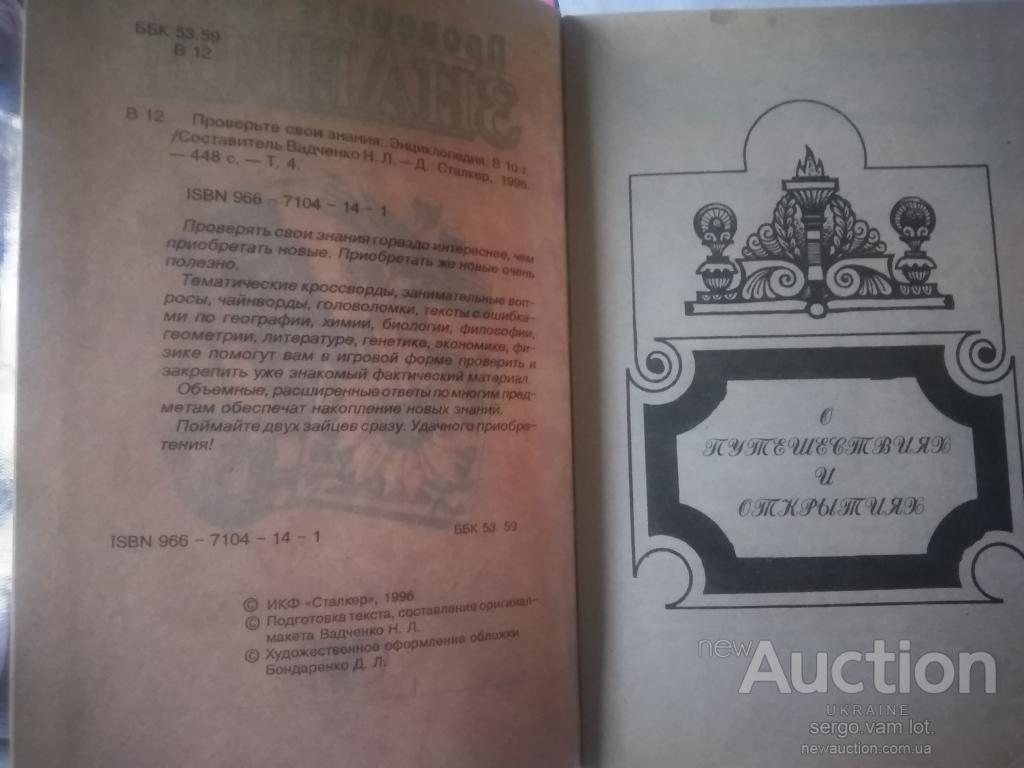 ББК 53.59
В 12
В 12 Проверьте свои знания: Энциклопедия. В 10 т.
/Составитель Вадченко Н. Л. —Д.: Сталкер, 1996.
— 448 с. — Т. 4.
ISBN 966 – 7104 – 14 – 1
Проверять свои знания гораздо интереснее, чем
приобретать новые. Приобретать же новые очень
полезно.
Тематические кроссворды, занимательные воп-
росы, чайнворды, головоломки, тексты с ошибка-
ми по географии, химии, биологии, философии,
геометрии, литературе, генетике, экономике, фи-
зике помогут вам в игровой форме проверить и
закрепить уже знакомый фактический материал.
Объемные, расширенные ответы по многим пред-
метам обеспечат накопление новых знаний.
Поймайте двух зайцев сразу. Удачного приобре-
тения!
ISBN 966 – 7104 – 14 – 1
ББК 53. 59
© ИКФ «Сталкер», 1996.
© Подготовка текста, составление оригинал-
макета Вадченко Н. Л.
© Художественное оформление обложки
Бондаренко Д. Л.
О
ПУТЕШЕСТВИЯХ
И
ОТКРЫТИЯХ
new Auction
UKRAINE
sergo.vam lot.
newauction.com.ua